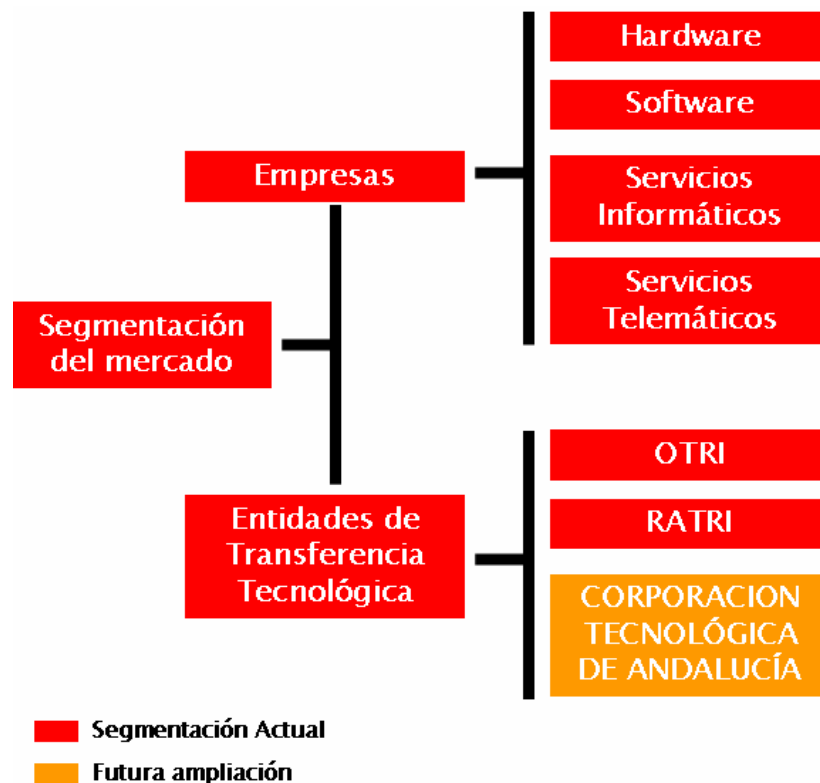 Segmentación
del mercado
Empresas
Hardware
Software
Servicios
Informáticos
Servicios
Telemáticos
Entidades de
Transferencia
Tecnológica
OTRI
RATRI
CORPORACION
TECNOLÓGICA
DE ANDALUCÍA
Segmentación Actual
Futura ampliación